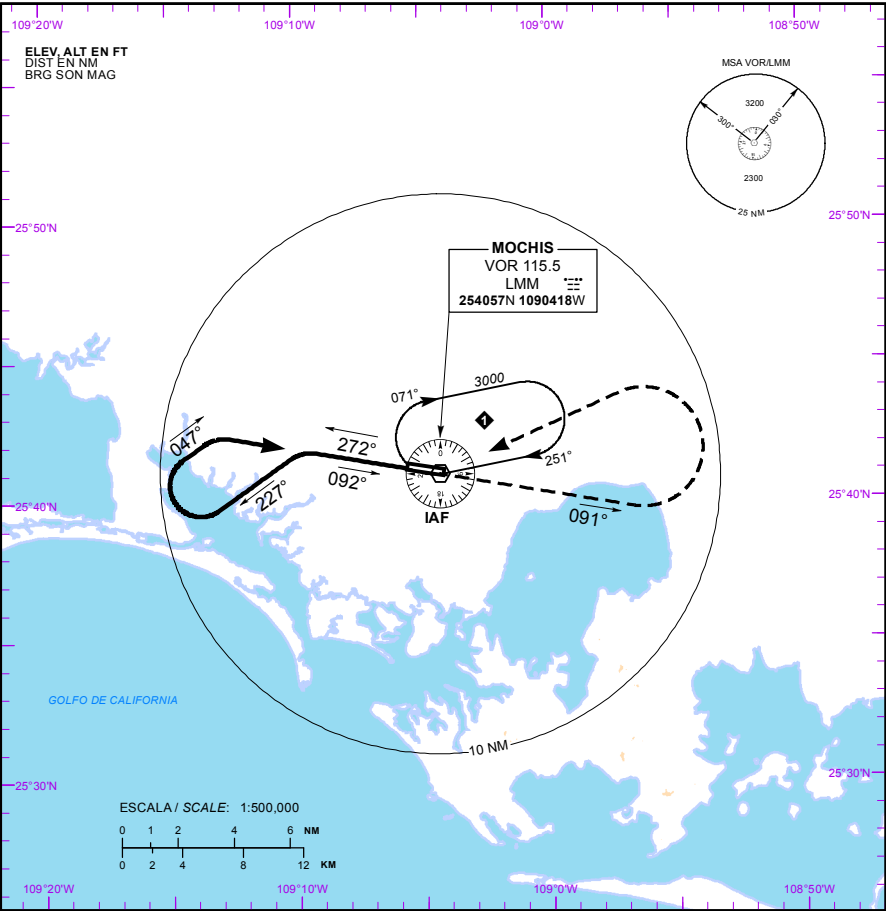 109°20'W
109°10'W
109°0'W
108°50'W
ELEV, ALT EN FT
DIST EN NM
BRG SON MAG
MSA VOR/LMM
3200
300°
030°
2300
25 NM
25°50'N
25°50'N
MOCHIS
VOR 115.5
LMM
254057N 1090418W
071°
3000
1
251°
047°
272°
092°
227°
0
18
IAF
091°
25°40'N
25°40'N
GOLFO DE CALIFORNIA
10 NM
25°30'N
25°30'N
ESCALA / SCALE: 1:500,000
0 1 2 4 6 NM
0 2 4 8 12 KM
109°20'W
109°10'W
109°0'W
108°50'W